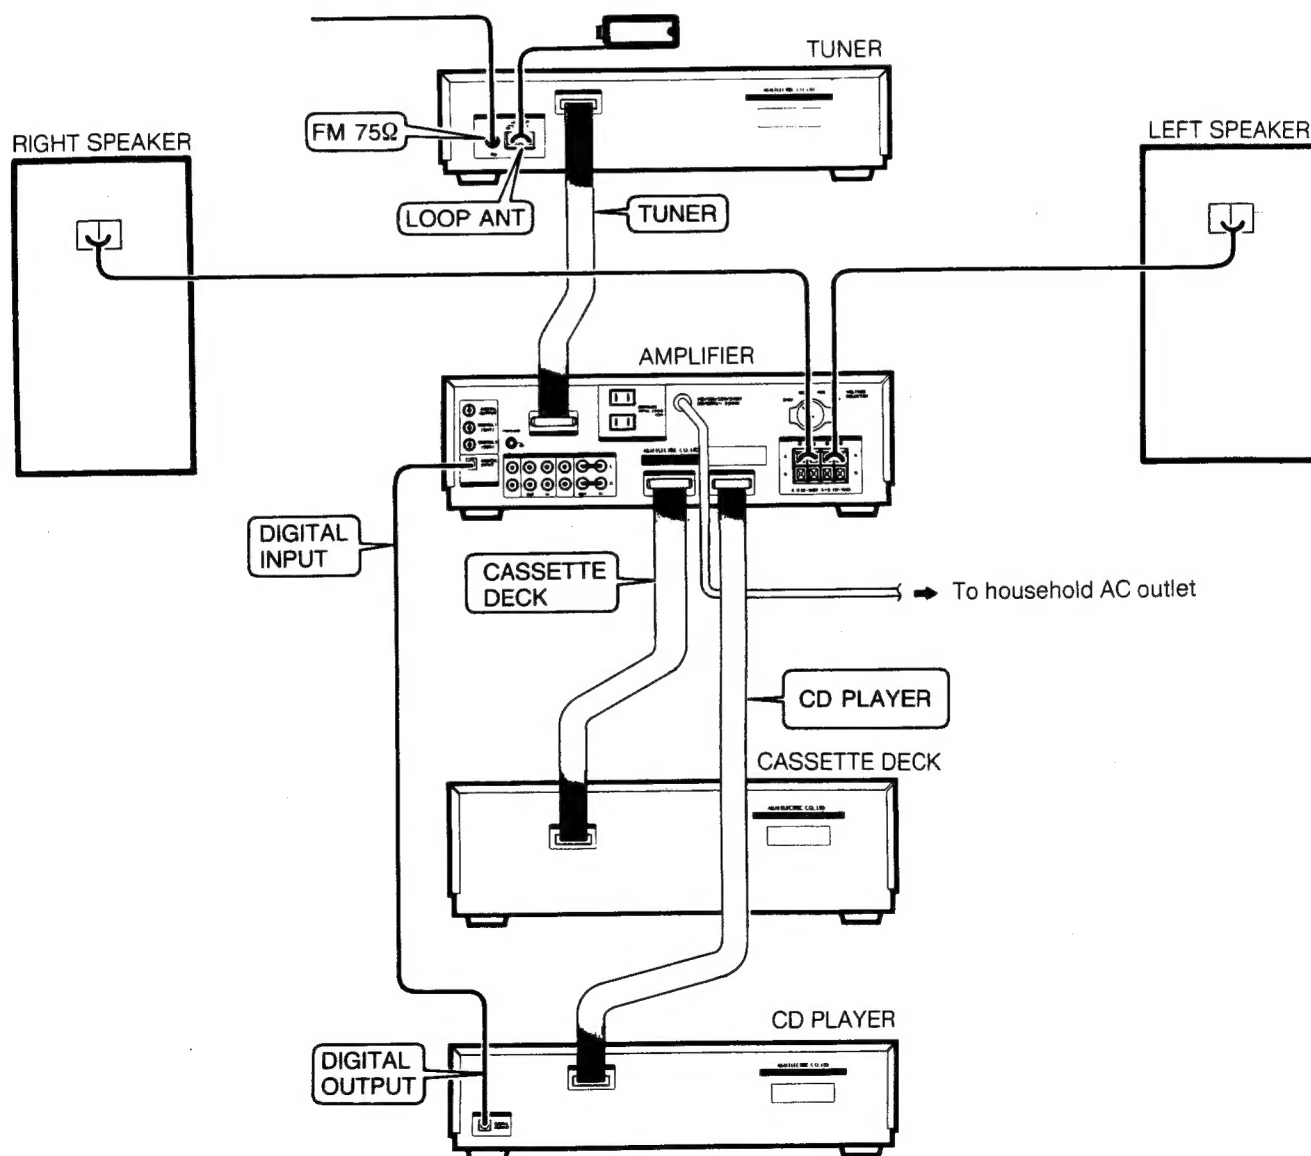 TUNER
FM 75Ω
RIGHT SPEAKER
LEFT SPEAKER
LOOP ANT
TUNER
AMPLIFIER
DIGITAL
INPUT
CASSETTE
DECK
To household AC outlet
CD PLAYER
CASSETTE DECK
CD PLAYER
DIGITAL
OUTPUT